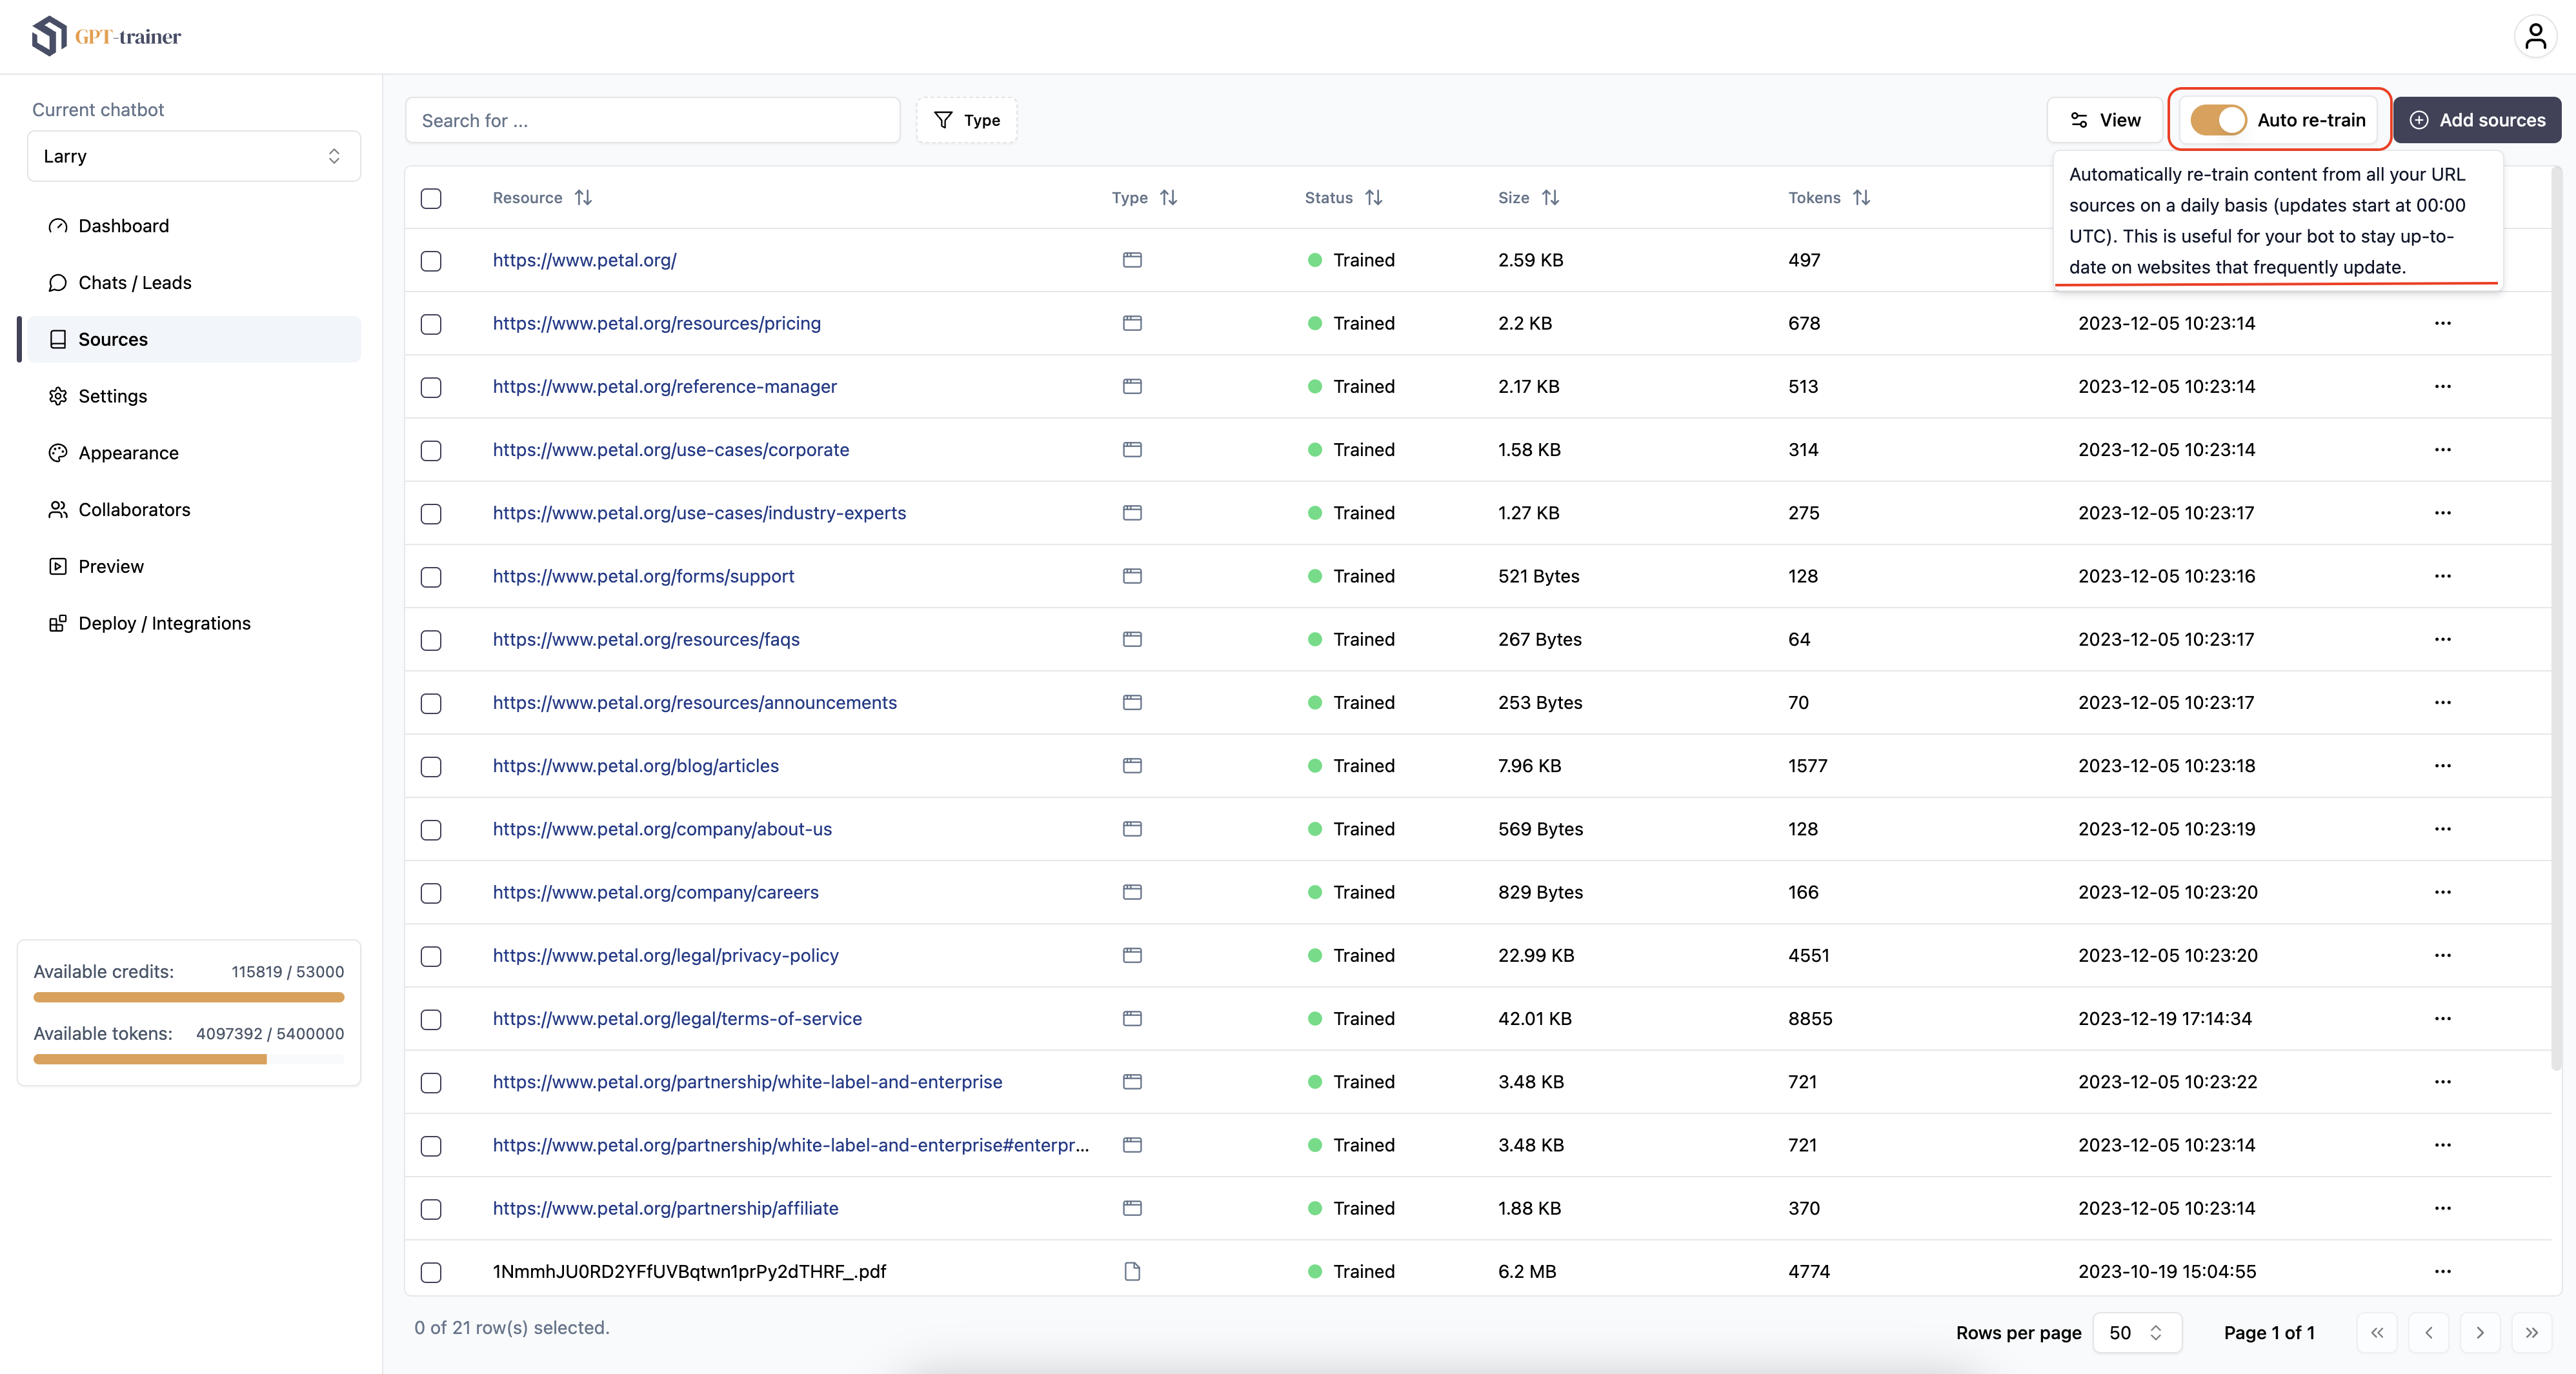 GPT-trainer
Current chatbot
Larry
Dashboard
Chats / Leads
Sources
Settings
Appearance
Collaborators
Preview
Deploy / Integrations
Available credits: 115819 / 53000
Available tokens: 4097392 / 5400000
Search for ...
Type
View
Auto re-train
Add sources
Automatically re-train content from all your URL
sources on a daily basis (updates start at 00:00
UTC). This is useful for your bot to stay up-to-
date on websites that frequently update.
Resource Type Status Size Tokens
https://www.petal.org/ Trained 2.59 KB 497
https://www.petal.org/resources/pricing Trained 2.2 KB 678 2023-12-05 10:23:14 ...
https://www.petal.org/reference-manager Trained 2.17 KB 513 2023-12-05 10:23:14 ...
https://www.petal.org/use-cases/corporate Trained 1.58 KB 314 2023-12-05 10:23:14 ...
https://www.petal.org/use-cases/industry-experts Trained 1.27 KB 275 2023-12-05 10:23:17 ...
https://www.petal.org/forms/support Trained 521 Bytes 128 2023-12-05 10:23:16 ...
https://www.petal.org/resources/faqs Trained 267 Bytes 64 2023-12-05 10:23:17 ...
https://www.petal.org/resources/announcements Trained 253 Bytes 70 2023-12-05 10:23:17 ...
https://www.petal.org/blog/articles Trained 7.96 KB 1577 2023-12-05 10:23:18 ...
https://www.petal.org/company/about-us Trained 569 Bytes 128 2023-12-05 10:23:19 ...
https://www.petal.org/company/careers Trained 829 Bytes 166 2023-12-05 10:23:20 ...
https://www.petal.org/legal/privacy-policy Trained 22.99 KB 4551 2023-12-05 10:23:20 ...
https://www.petal.org/legal/terms-of-service Trained 42.01 KB 8855 2023-12-19 17:14:34 ...
https://www.petal.org/partnership/white-label-and-enterprise Trained 3.48 KB 721 2023-12-05 10:23:22 ...
https://www.petal.org/partnership/white-label-and-enterprise#enterpr... Trained 3.48 KB 721 2023-12-05 10:23:14 ...
https://www.petal.org/partnership/affiliate Trained 1.88 KB 370 2023-12-05 10:23:14 ...
1NmmhJU0RD2YFfUVBqtwn1prPy2dTHRF_.pdf Trained 6.2 MB 4774 2023-10-19 15:04:55 ...
0 of 21 row(s) selected.
Rows per page 50 Page 1 of 1